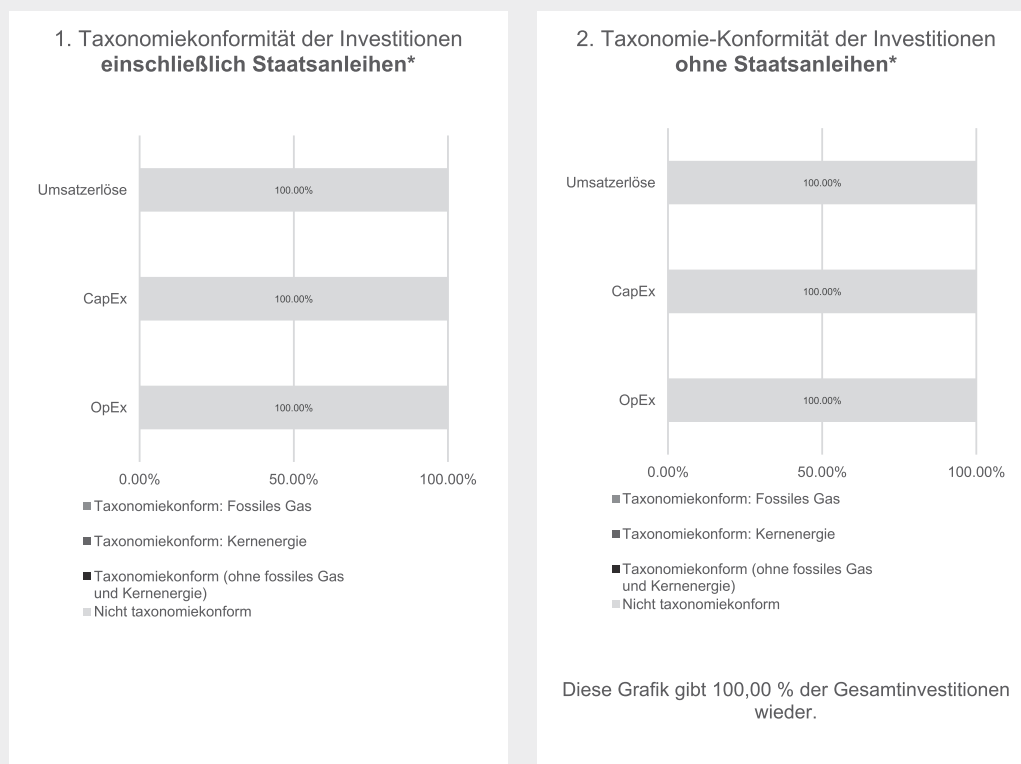 1. Taxonomiekonformität der Investitionen
einschließlich Staatsanleihen*
Umsatzerlöse
100.00%
CapEx
100.00%
OpEx
100.00%
0.00%
50.00%
100.00%
Taxonomiekonform: Fossiles Gas
Taxonomiekonform: Kernenergie
Taxonomiekonform (ohne fossiles Gas
und Kernenergie)
Nicht taxonomiekonform
2. Taxonomie-Konformität der Investitionen
ohne Staatsanleihen*
Umsatzerlöse
100.00%
CapEx
100.00%
OpEx
100.00%
0.00%
50.00%
100.00%
Taxonomiekonform: Fossiles Gas
Taxonomiekonform: Kernenergie
Taxonomiekonform (ohne fossiles Gas
und Kernenergie)
Nicht taxonomiekonform
Diese Grafik gibt 100,00 % der Gesamtinvestitionen
wieder.